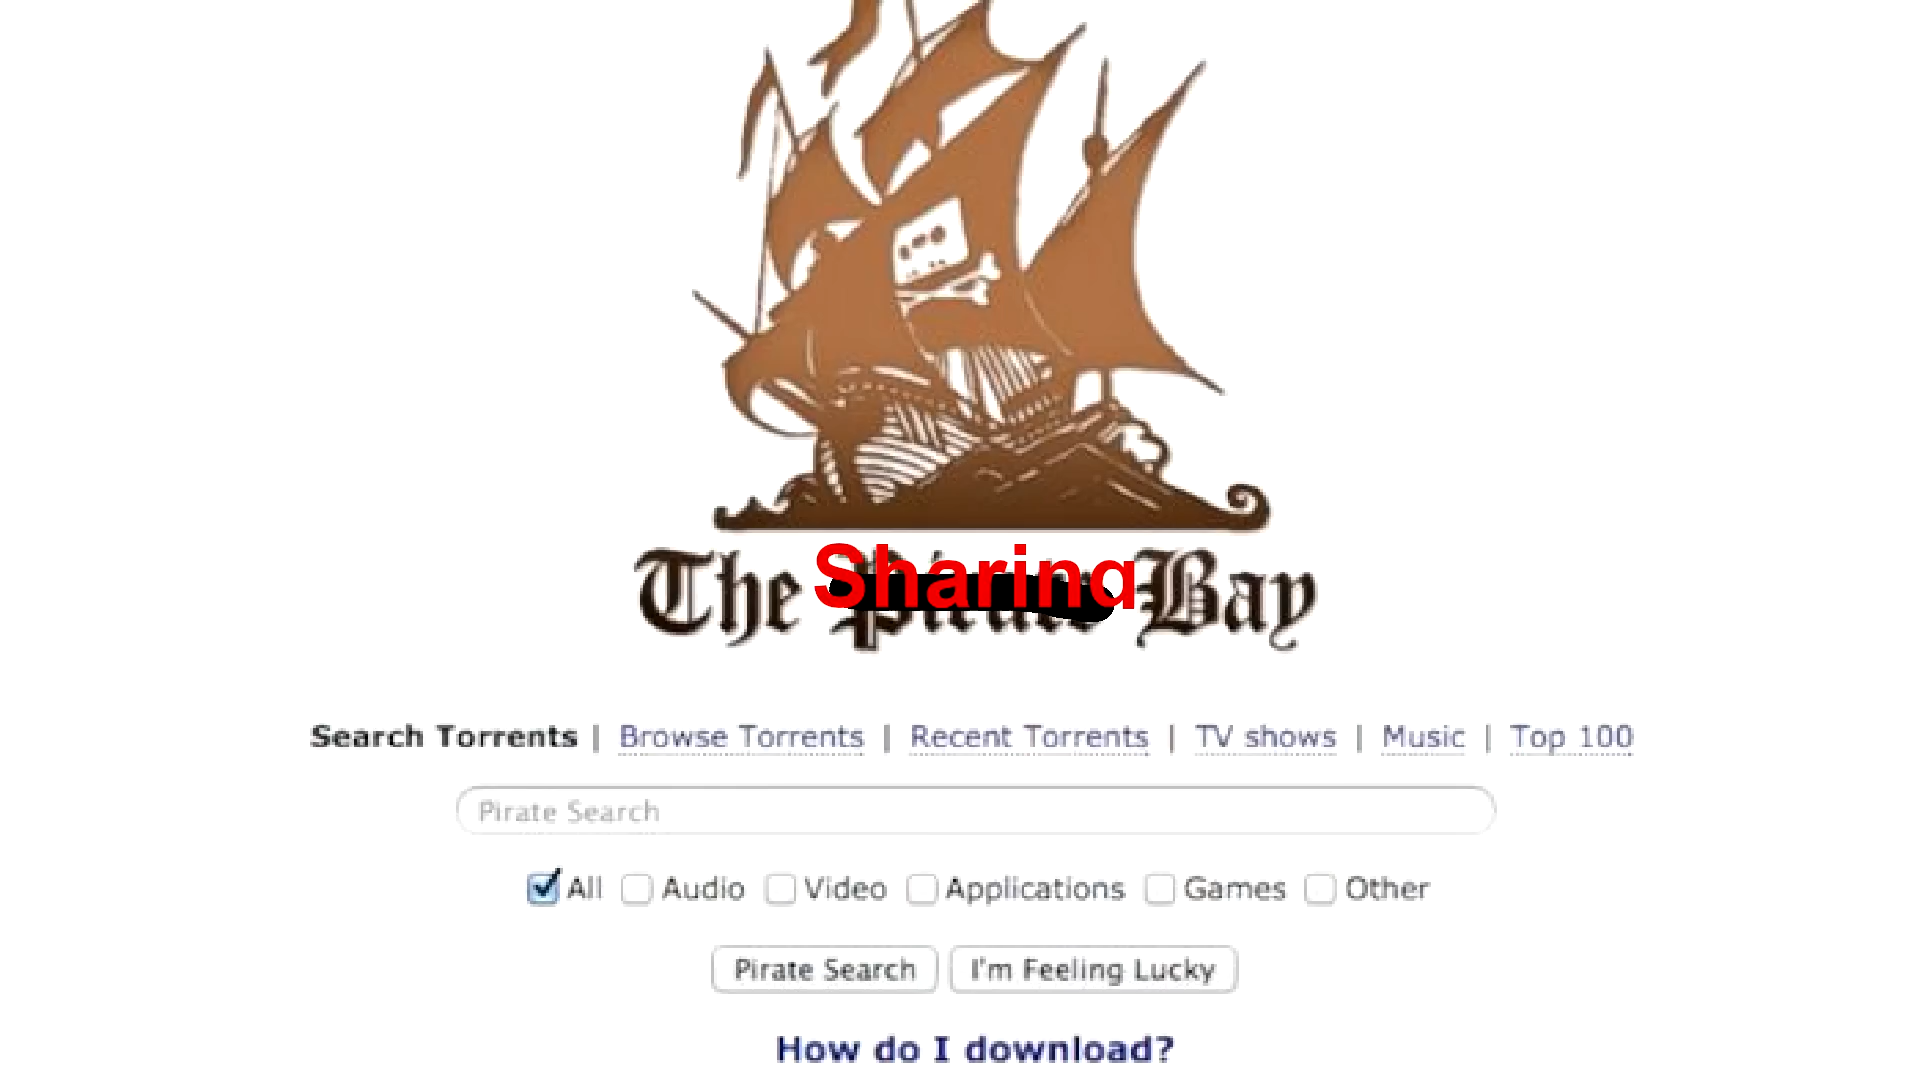 The Sharing Bay
Search Torrents | Browse Torrents | Recent Torrents | TV shows | Music | Top 100
Pirate Search
All Audio Video Applications Games Other
Pirate Search I'm Feeling Lucky
How do I download?